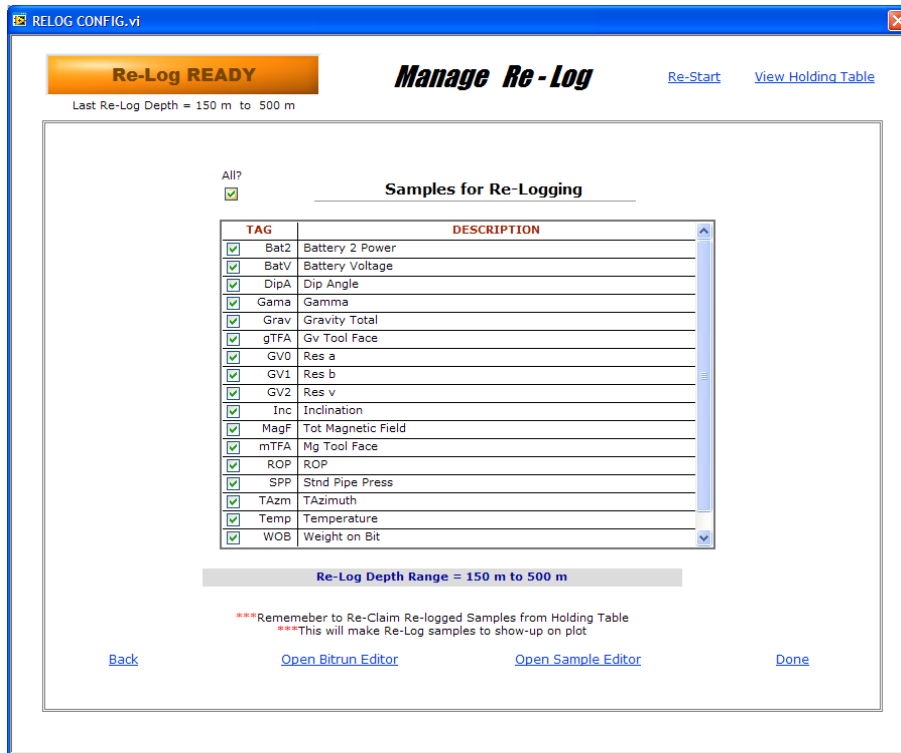 RELOG CONFIG.vi
Re-Log READY
Manage Re - Log
Re-Start
View Holding Table
Last Re-Log Depth = 150 m to 500 m
All?
Samples for Re-Logging
TAG DESCRIPTION
Bat2 Battery 2 Power
BatV Battery Voltage
DipA Dip Angle
Gama Gamma
Grav Gravity Total
gTFA Gv Tool Face
GV0 Res a
GV1 Res b
GV2 Res v
Inc Inclination
MagF Tot Magnetic Field
mTFA Mg Tool Face
ROP ROP
SPP Stnd Pipe Press
TAzm TAzimuth
Temp Temperature
WOB Weight on Bit
Re-Log Depth Range = 150 m to 500 m
***Rememeber to Re-Claim Re-logged Samples from Holding Table
***This will make Re-Log samples to show-up on plot
Back
Open Bitrun Editor
Open Sample Editor
Done